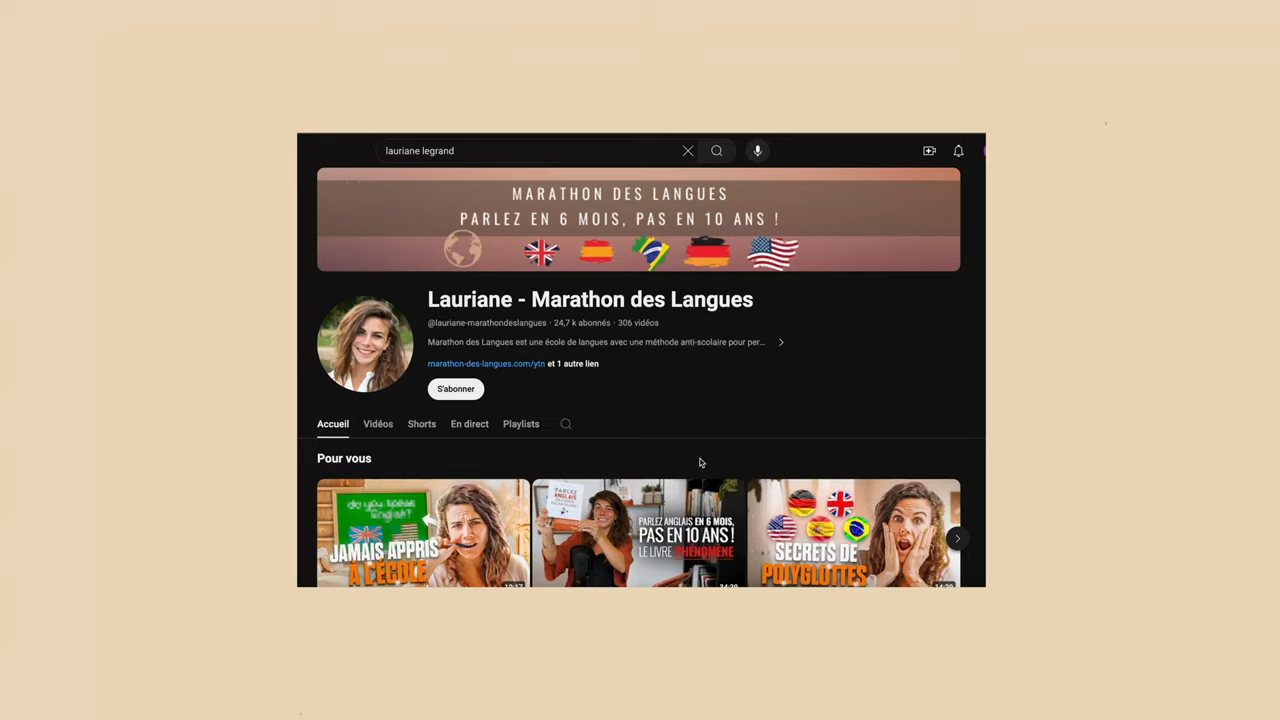 lauriane legrand
MARATHON DES LANGUES
PARLEZ EN 6 MOIS, PAS EN 10 ANS !
Lauriane - Marathon des Langues
@lauriane-marathondeslangues · 24,7 k abonnés · 306 vidéos
Marathon des Langues est une école de langues avec une méthode anti-scolaire pour per...
marathon-des-langues.com/ytn et 1 autre lien
S'abonner
Accueil Vidéos Shorts En direct Playlists
Pour vous
JAMAIS APPRIS
À L'ÉCOLE
PARLEZ
ANGLAIS
PARLEZ ANGLAIS EN 6 MOIS,
PAS EN 10 ANS !
LE LIVRE PHÉNOMÈNE
SECRETS DE
POLYGLOTTES